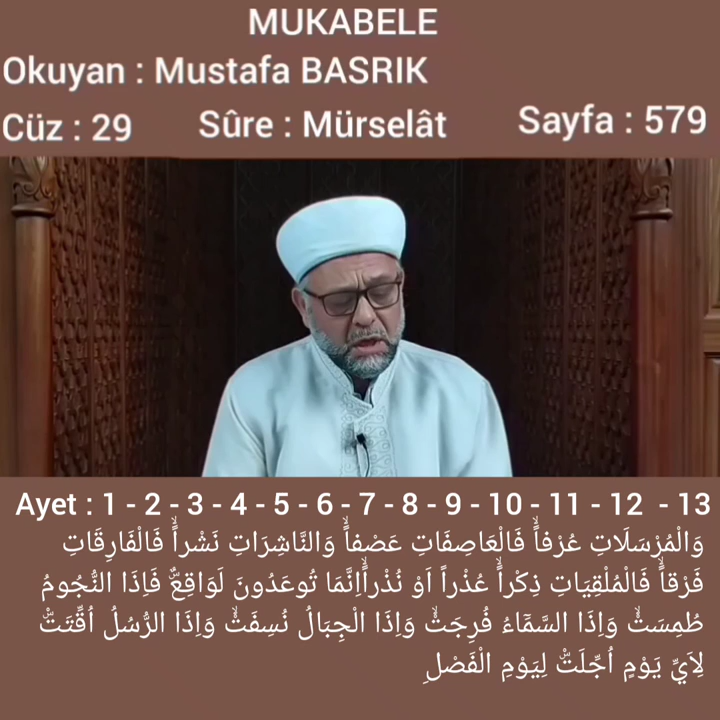 MUKABELE
Okuyan : Mustafa BASRIK
Cüz : 29 Sûre : Mürselât Sayfa : 579
Ayet : 1 - 2 - 3 - 4 - 5 - 6 - 7 - 8 - 9 - 10 - 11 - 12 - 13
وَالْمُرْسَلَاتِ عُرْفاًۙ فَالْعَاصِفَاتِ عَصْفاًۙ وَالنَّاشِرَاتِ نَشْراًۙ فَالْفَارِقَاتِ
فَرْقاًۙ فَالْمُلْقِيَاتِ ذِكْراًۙ عُذْراً اَوْ نُذْراًۙاِنَّمَا تُوعَدُونَ لَوَاقِعٌۜ فَاِذَا النُّجُومُ
طُمِسَتْۙ وَاِذَا السَّمَٓاءُ فُرِجَتْۙ وَاِذَا الْجِبَالُ نُسِفَتْۙ وَاِذَا الرُّسُلُ اُقِّتَتْۜ
لِاَيِّ يَوْمٍ اُجِّلَتْۜ لِيَوْمِ الْفَصْلِ